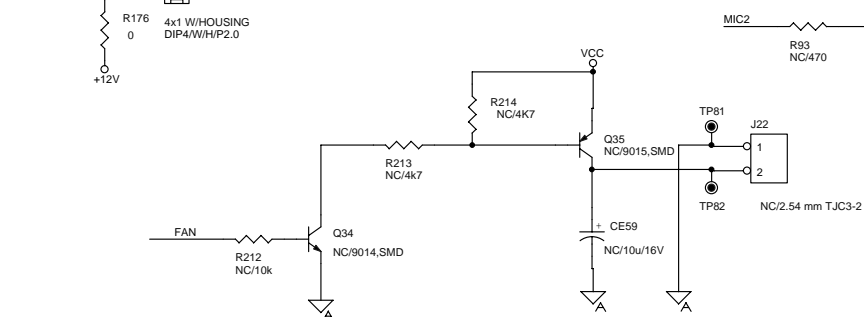 R176
0
4x1 W/HOUSING
DIP4/W/H/P2.0
+12V
MIC2
R93
NC/470
VCC
R214
NC/4K7
Q35
NC/9015,SMD
TP81
J22
1
2
TP82
NC/2.54 mm TJC3-2
R213
NC/4k7
FAN
R212
NC/10k
Q34
NC/9014,SMD
+
CE59
NC/10u/16V
A
A
A